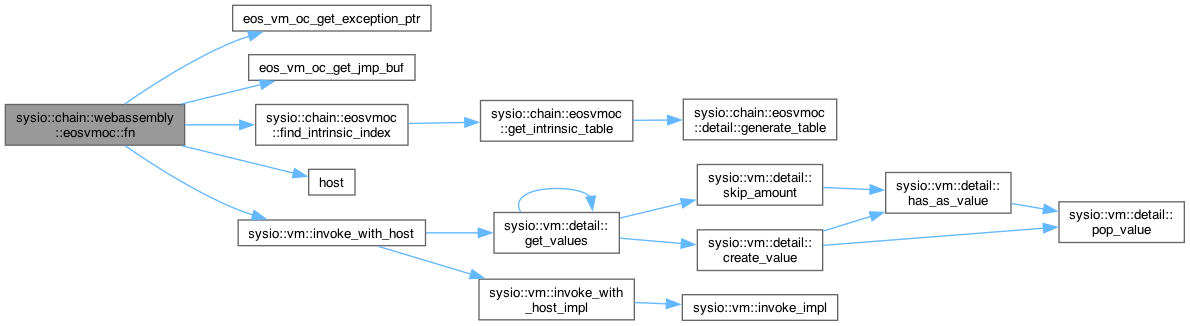 eos_vm_oc_get_exception_ptr
eos_vm_oc_get_jmp_buf
sysio::chain::webassembly
::eosvmoc::fn
sysio::chain::eosvmoc
::find_intrinsic_index
sysio::chain::eosvmoc
::get_intrinsic_table
sysio::chain::eosvmoc
::detail::generate_table
host
sysio::vm::invoke_with_host
sysio::vm::detail::
get_values
sysio::vm::detail::
skip_amount
sysio::vm::detail::
create_value
sysio::vm::detail::
has_as_value
sysio::vm::detail::
pop_value
sysio::vm::invoke_with
_host_impl
sysio::vm::invoke_impl